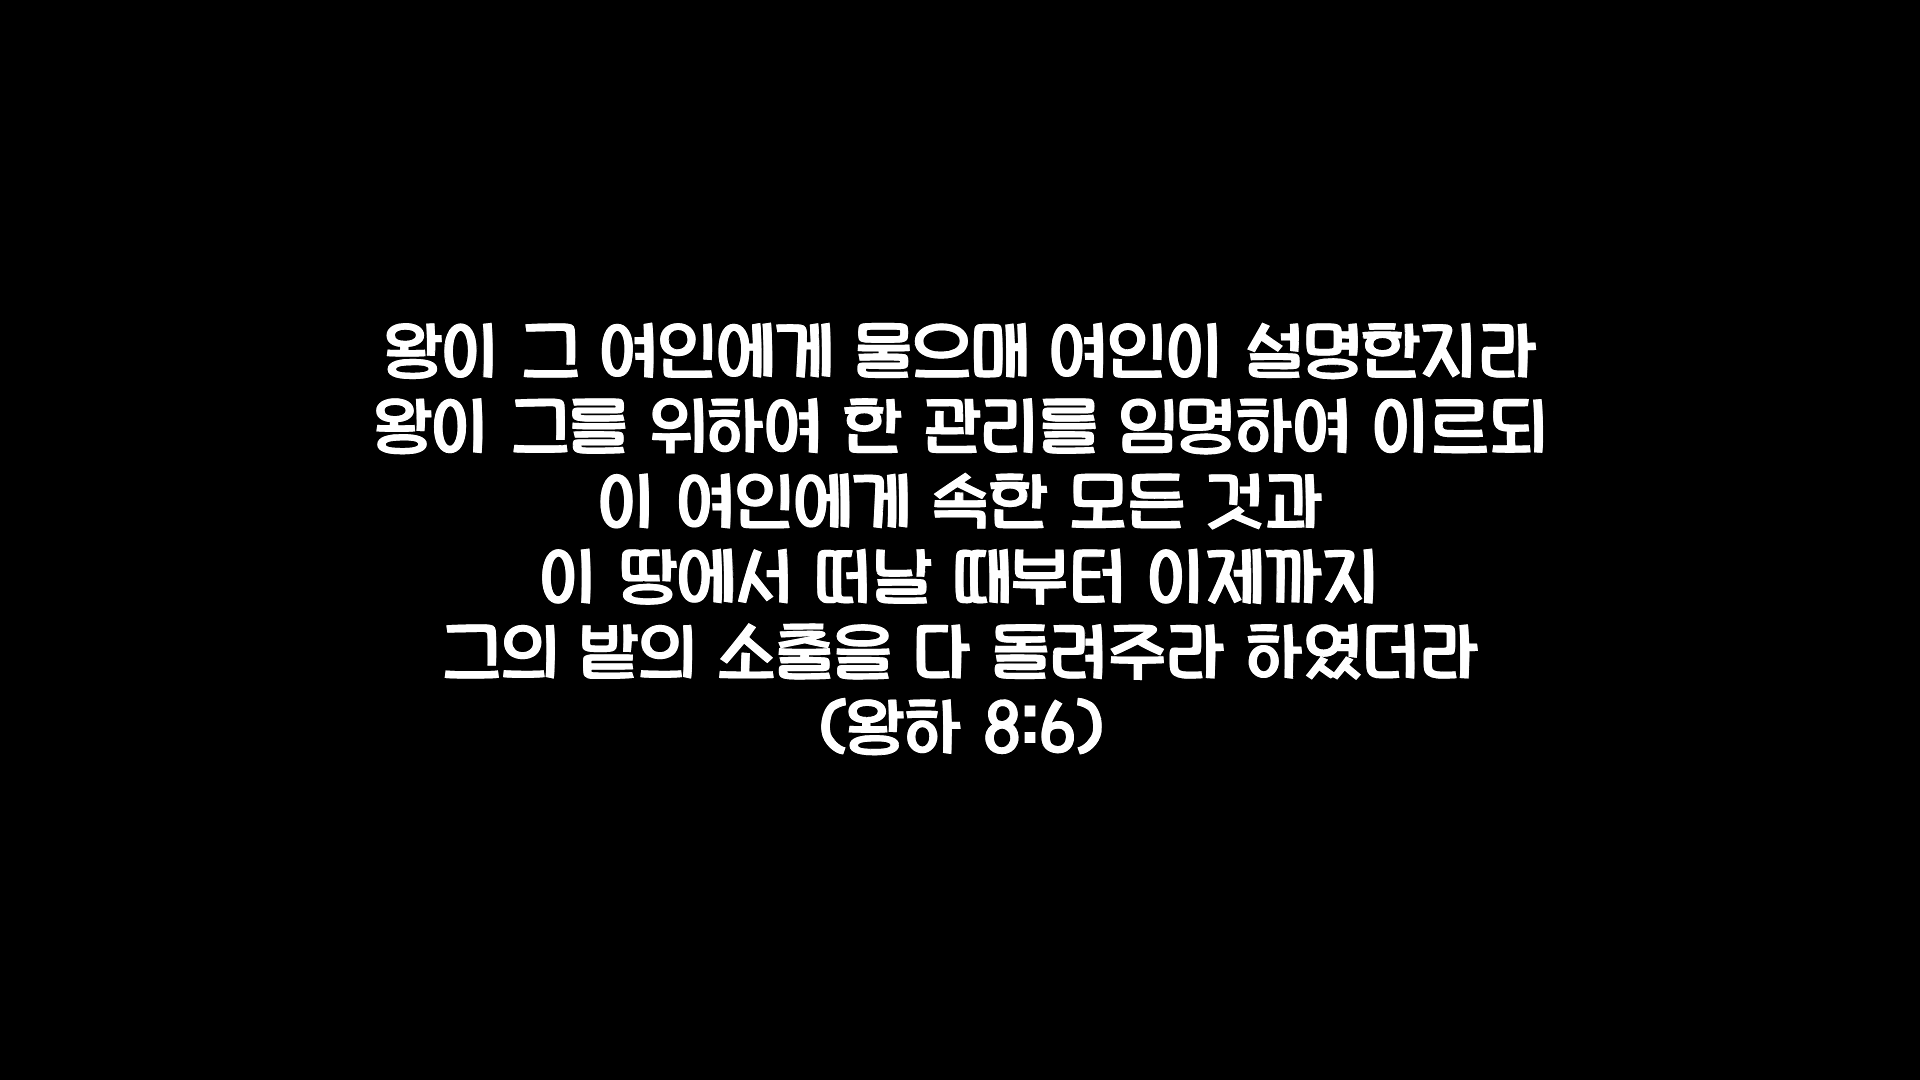 왕이 그 여인에게 물으매 여인이 설명한지라
왕이 그를 위하여 한 관리를 임명하여 이르되
이 여인에게 속한 모든 것과
이 땅에서 떠날 때부터 이제까지
그의 밭의 소출을 다 돌려주라 하였더라
(왕하 8:6)